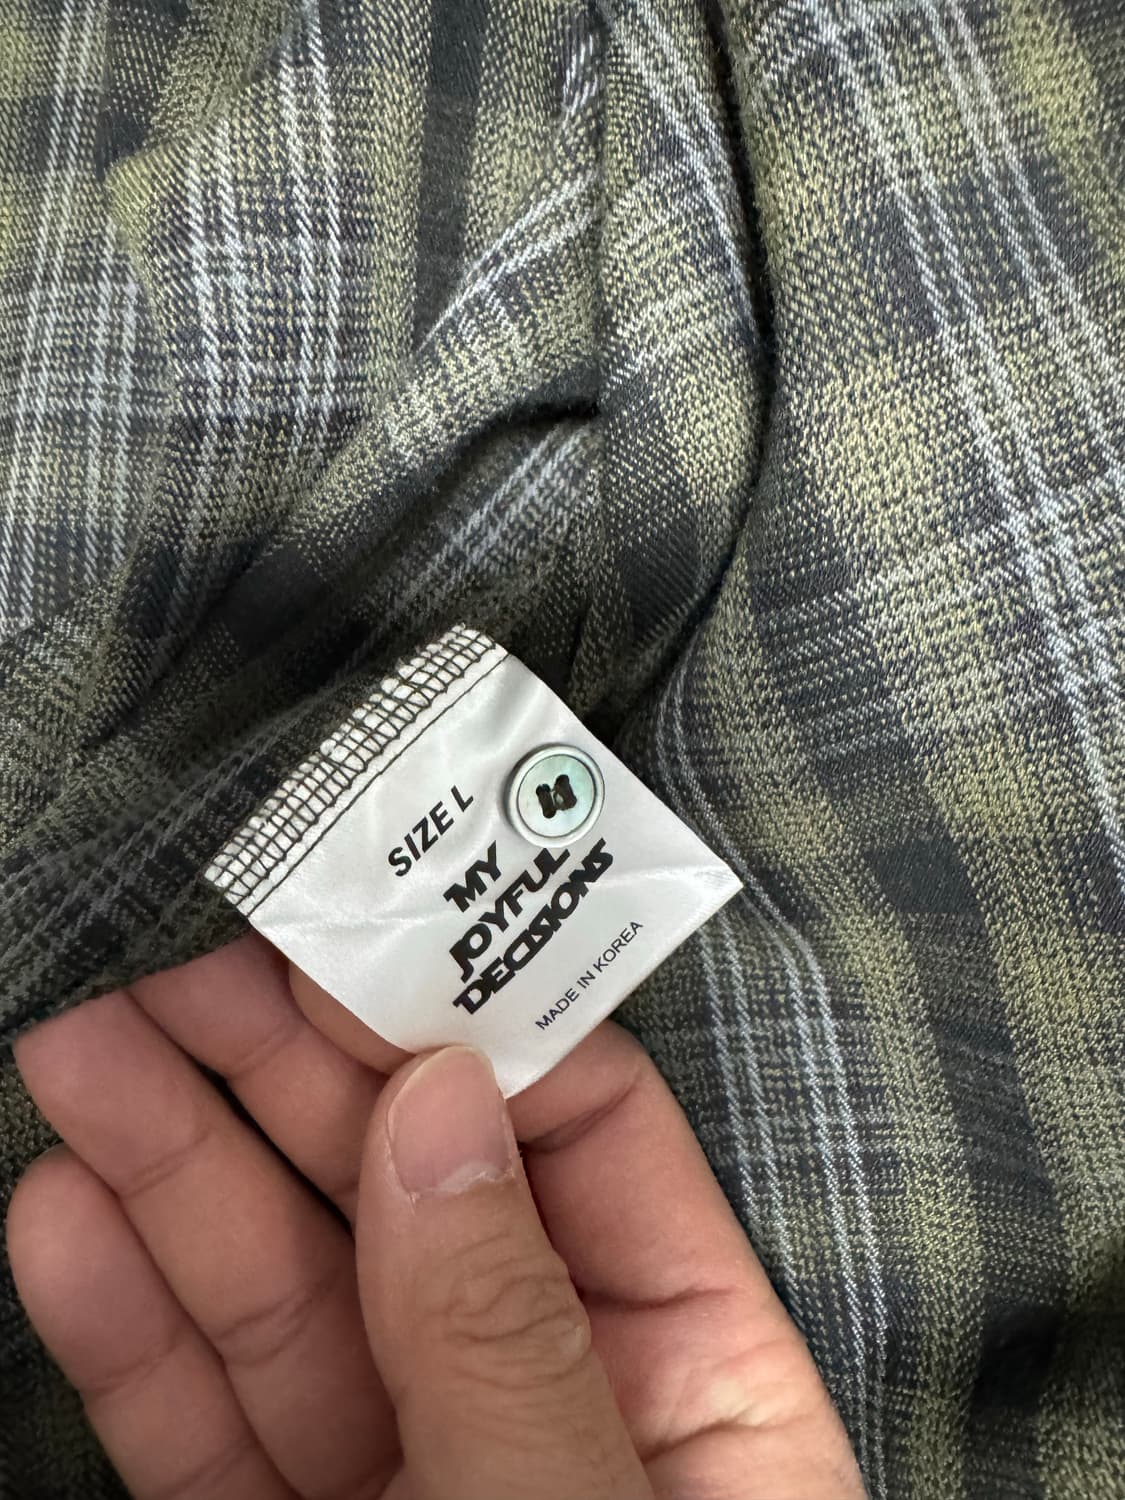 SIZE L
MY
JOYFUL
DECISIONS
MADE IN KOREA